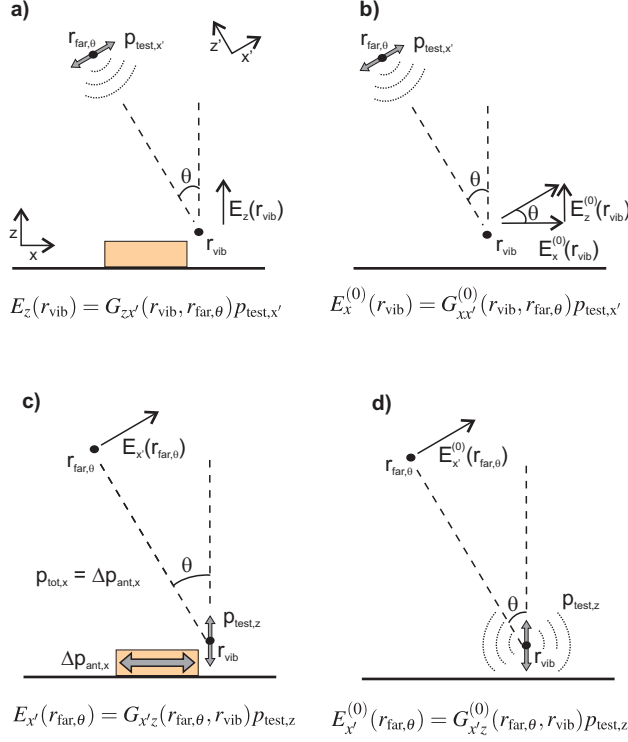 a)
r_far,θ p_test,x'
z' x'
θ
E_z(r_vib)
z
x
r_vib
E_z(r_vib) = G_zx'(r_vib, r_far,θ)p_test,x'
b)
r_far,θ p_test,x'
θ
θ E_z^(0)(r_vib)
r_vib E_x^(0)(r_vib)
E_x^(0)(r_vib) = G_xx'^(0)(r_vib, r_far,θ)p_test,x'
c)
E_x'(r_far,θ)
r_far,θ
θ
p_tot,x = Δp_ant,x
p_test,z
r_vib
Δp_ant,x
E_x'(r_far,θ) = G_x'z(r_far,θ, r_vib)p_test,z
d)
E_x'^(0)(r_far,θ)
r_far,θ
θ
p_test,z
r_vib
E_x'^(0)(r_far,θ) = G_x'z^(0)(r_far,θ, r_vib)p_test,z